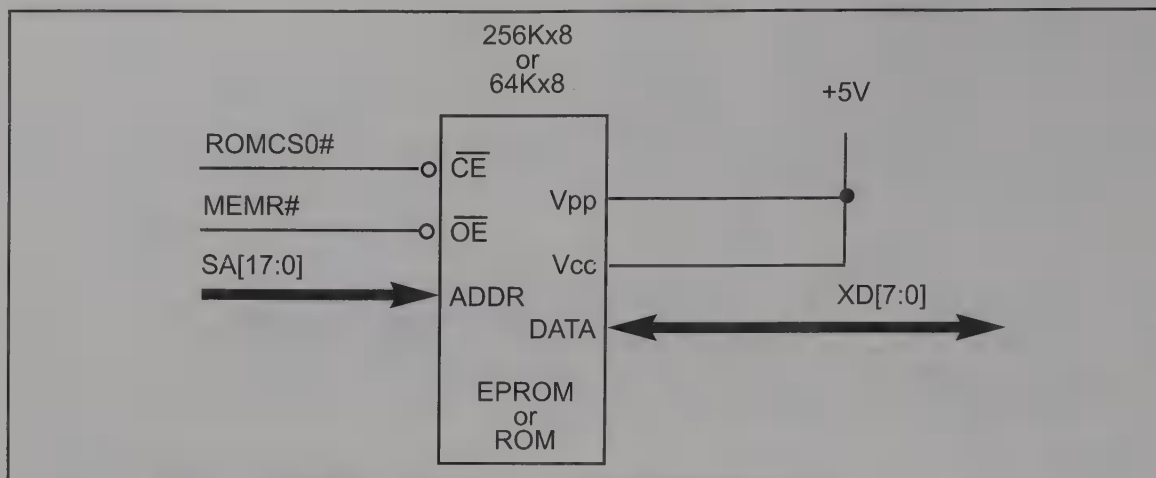 256Kx8
or
64Kx8
+5V
ROMCS0#
CE
Vpp
MEMR#
OE
Vcc
SA[17:0]
XD[7:0]
ADDR
DATA
EPROM
or
ROM